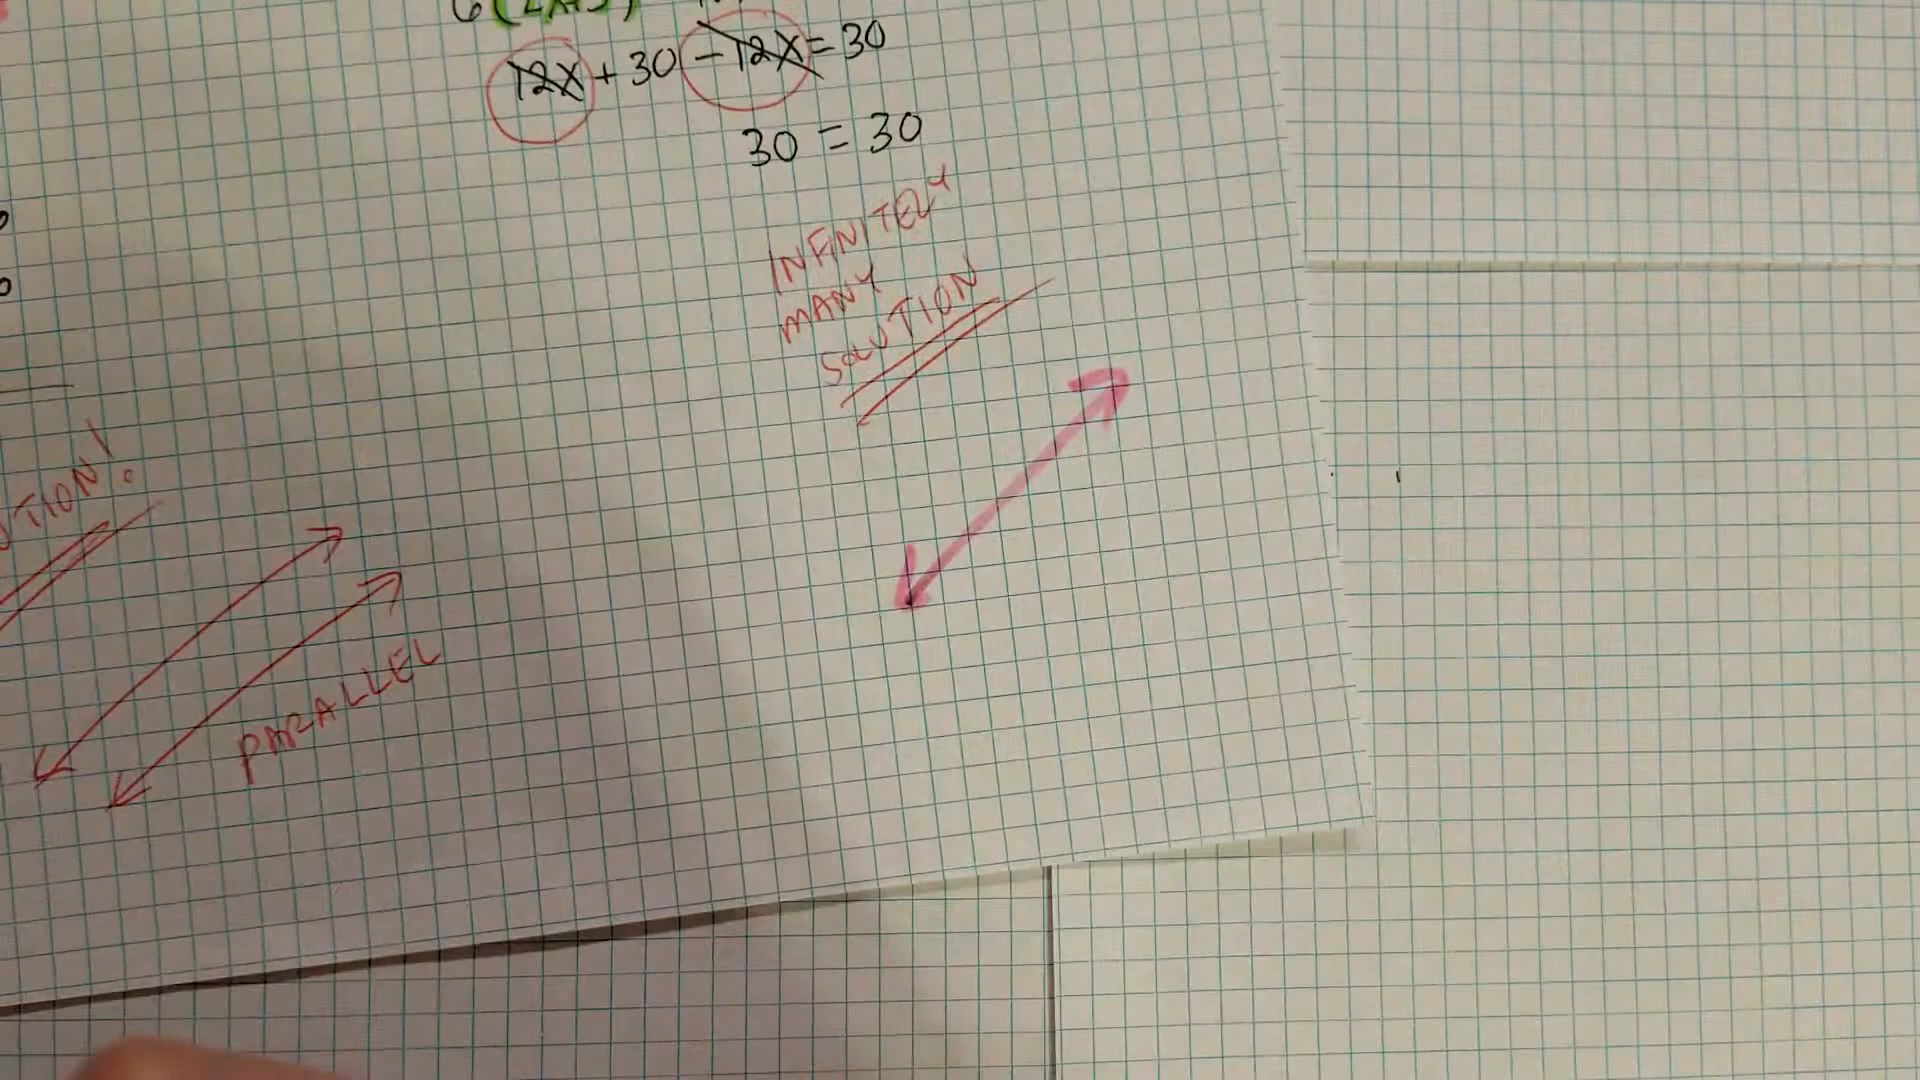 12x + 30 - 12x = 30
30 = 30
INFINITELY
MANY
SOLUTION
PARALLEL